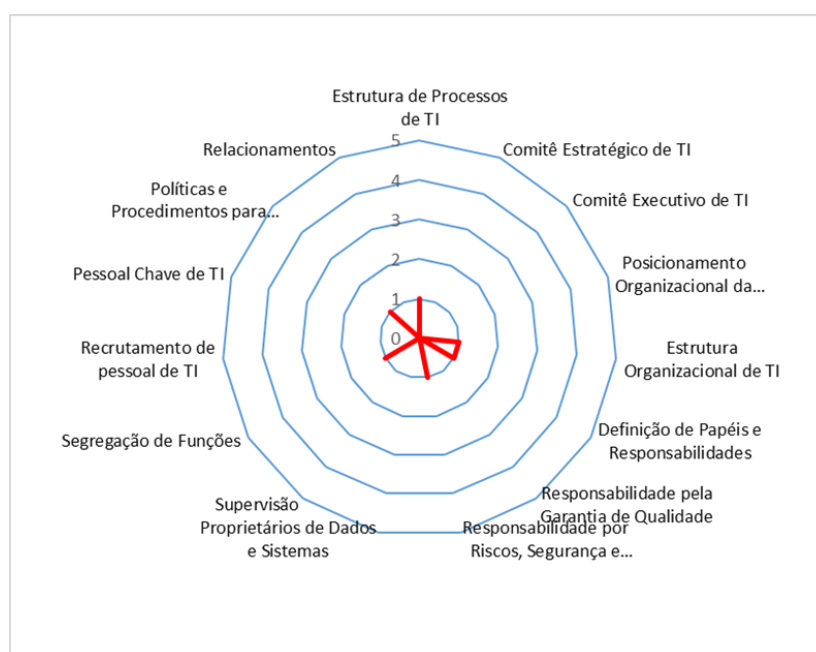 Estrutura de Processos
de TI
Relacionamentos
5
Comitê Estratégico de TI
Políticas e
Procedimentos para...
4
Comitê Executivo de TI
3
Pessoal Chave de TI
2
Posicionamento
Organizacional da...
1
Recrutamento de
pessoal de TI
0
Estrutura
Organizacional de TI
Segregação de Funções
Definição de Papéis e
Responsabilidades
Supervisão
Proprietários de Dados
e Sistemas
Responsabilidade pela
Garantia de Qualidade
Responsabilidade por
Riscos, Segurança e...